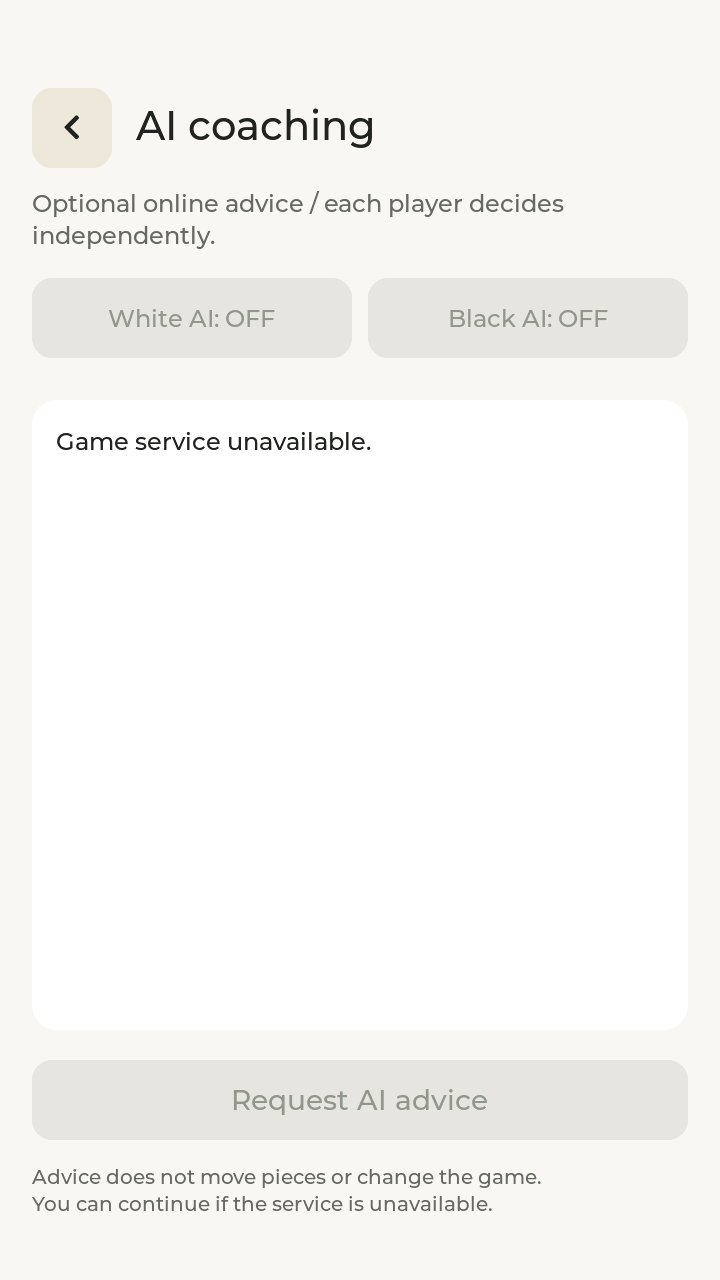 AI coaching
Optional online advice / each player decides
independently.
White AI: OFF
Black AI: OFF
Game service unavailable.
Request AI advice
Advice does not move pieces or change the game.
You can continue if the service is unavailable.